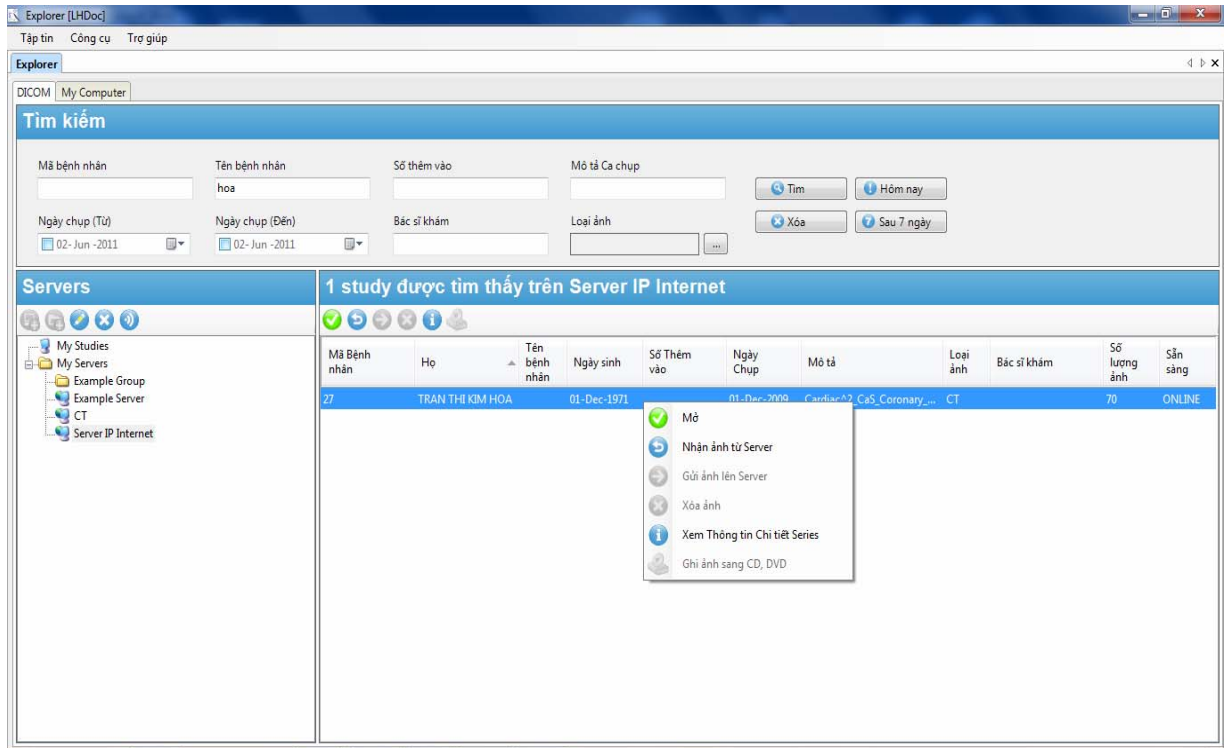 Explorer [LHDoc]
Tập tin Công cụ Trợ giúp
Explorer
DICOM My Computer
Tìm kiếm
Mã bệnh nhân Tên bệnh nhân Số thêm vào Mô tả Ca chụp
hoa
Tìm Hôm nay
Ngày chụp (Từ) Ngày chụp (Đến) Bác sĩ khám Loại ảnh
Xóa Sau 7 ngày
02- Jun -2011 02- Jun -2011 ...
Servers
My Studies
My Servers
Example Group
Example Server
CT
Server IP Internet
1 study được tìm thấy trên Server IP Internet
Mã Bệnh nhân Họ Tên bệnh nhân Ngày sinh Số Thêm vào Ngày Chụp Mô tả Loại ảnh Bác sĩ khám Số lượng ảnh Sẵn sàng
27 TRAN THI KIM HOA 01-Dec-1971 01-Dec-2009 Cardiac^2_CaS_Coronary_... CT 70 ONLINE
Mở
Nhận ảnh từ Server
Gửi ảnh lên Server
Xóa ảnh
Xem Thông tin Chi tiết Series
Ghi ảnh sang CD, DVD